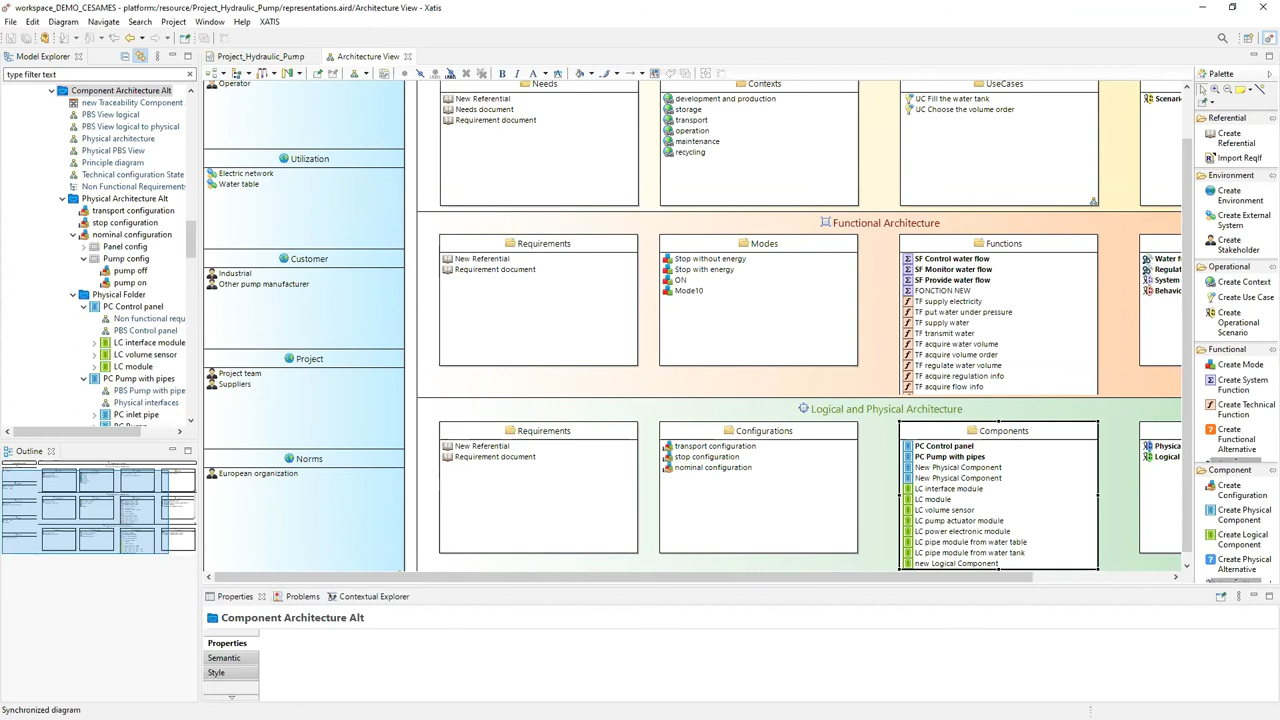 workspace_DEMO_CESAMES - platform:/resource/Project_Hydraulic_Pump/representations.aird/Architecture View - Xatis
File Edit Diagram Navigate Search Project Window Help XATIS
Model Explorer
type filter text
Component Architecture Alt
new Traceability Component
PBS View logical
PBS View logical to physical
Physical architecture
Physical PBS View
Principle diagram
Technical configuration State
Non Functional Requirements
Physical Architecture Alt
transport configuration
stop configuration
nominal configuration
Panel config
Pump config
pump off
pump on
Physical Folder
PC Control panel
Non functional requ
PBS Control panel
LC interface module
LC volume sensor
LC module
PC Pump with pipes
PBS Pump with pipe
Physical interfaces
PC inlet pipe
Outline
Project_Hydraulic_Pump
Architecture View
Operator
Utilization
Electric network
Water table
Customer
Industrial
Other pump manufacturer
Project
Project team
Suppliers
Norms
European organization
Needs
New Referential
Needs document
Requirement document
Contexts
development and production
storage
transport
operation
maintenance
recycling
UseCases
UC Fill the water tank
UC Choose the volume order
Scenari
Functional Architecture
Requirements
New Referential
Requirement document
Modes
Stop without energy
Stop with energy
ON
Mode10
Functions
SF Control water flow
SF Monitor water flow
SF Provide water flow
FONCTION NEW
TF supply electricity
TF put water under pressure
TF supply water
TF transmit water
TF acquire water volume
TF acquire volume order
TF regulate water volume
TF acquire regulation info
TF acquire flow info
Water f
Regulat
System
Behavio
Logical and Physical Architecture
Requirements
New Referential
Requirement document
Configurations
transport configuration
stop configuration
nominal configuration
Components
PC Control panel
PC Pump with pipes
New Physical Component
New Physical Component
LC interface module
LC module
LC volume sensor
LC pump actuator module
LC power electronic module
LC pipe module from water table
LC pipe module from water tank
new Logical Component
Physica
Logical
Palette
Referential
Create
Referential
Import ReqIf
Environment
Create
Environment
Create External
System
Create
Stakeholder
Operational
Create Context
Create Use Case
Create
Operational
Scenario
Functional
Create Mode
Create System
Function
Create Technical
Function
Create
Functional
Alternative
Component
Create
Configuration
Create Physical
Component
Create Logical
Component
Create Physical
Alternative
Properties Problems Contextual Explorer
Component Architecture Alt
Properties
Semantic
Style
Synchronized diagram